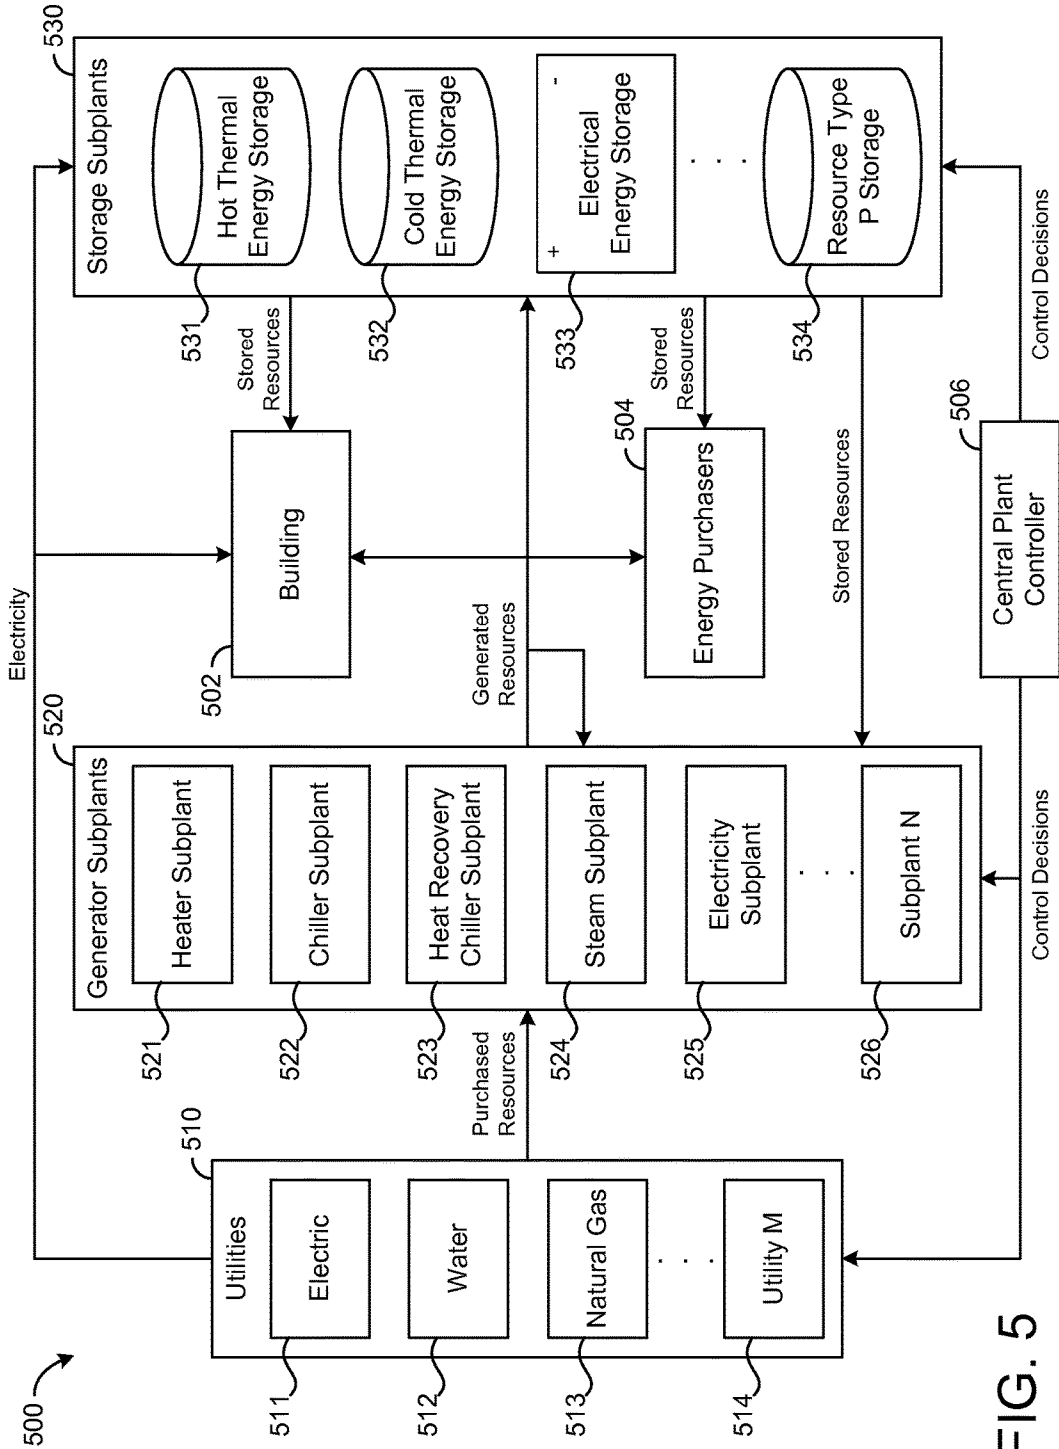 500
Electricity
510
Utilities
511
Electric
512
Water
513
Natural Gas
. . .
514
Utility M
Purchased
Resources
520
Generator Subplants
521
Heater Subplant
522
Chiller Subplant
523
Heat Recovery
Chiller Subplant
524
Steam Subplant
525
Electricity
Subplant
. . .
526
Subplant N
Generated
Resources
502
Building
504
Energy Purchasers
Stored
Resources
Stored
Resources
Stored Resources
530
Storage Subplants
531
Hot Thermal
Energy Storage
532
Cold Thermal
Energy Storage
533
+ -
Electrical
Energy Storage
. . .
534
Resource Type
P Storage
506
Central Plant
Controller
Control Decisions
Control Decisions
FIG. 5